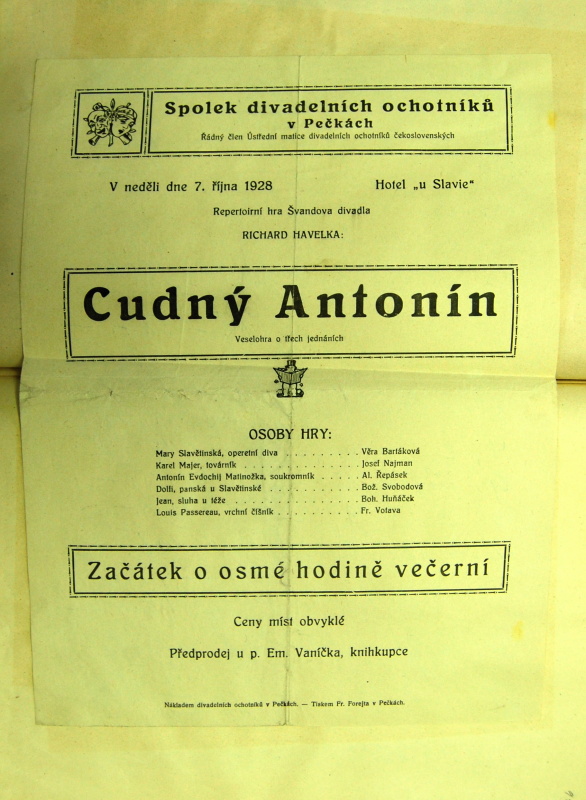 Spolek divadelních ochotníků
v Pečkách
Řádný člen Ústřední matice divadelních ochotníků čekoslovenských
V neděli dne 7. října 1928
Hotel „u Slavie“
Repertoirní hra Švandova divadla
RICHARD HAVELKA:
Cudný Antonín
Veselohra o třech jednáních
OSOBY HRY:
Mary Slavětinská, operetní diva . . . . . . . . . . Věra Bartáková
Karel Majer, továrník . . . . . . . . . . . . . . . . Josef Najman
Antonín Evdochij Matinožka, soukromník . . . . . Al. Řepásek
Dolli, panská u Slavětinské . . . . . . . . . . . . Bož. Svobodová
Jean, sluha u téže . . . . . . . . . . . . . . . . . Boh. Huňáček
Louis Passereau, vrchní číšník . . . . . . . . . . . Fr. Votava
Začátek o osmé hodině večerní
Ceny míst obvyklé
Předprodej u p. Em. Vaníčka, knihkupce
Nákladem divadelních ochotníků v Pečkách. — Tiskem Fr. Forejta v Pečkách.